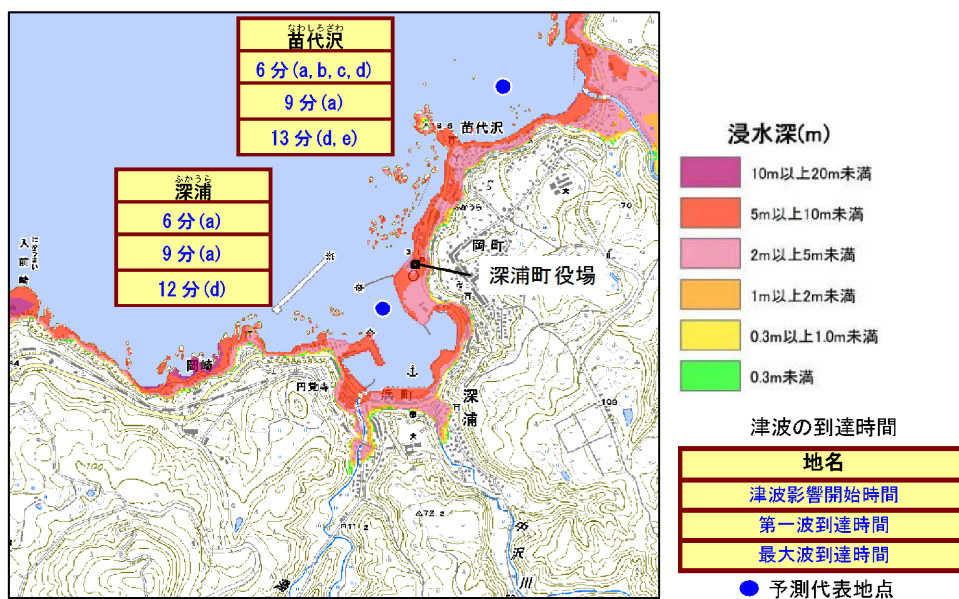 なわしろざわ
苗代沢
6分(a,b,c,d)
9分(a)
13分(d,e)
ふかうら
深浦
6分(a)
9分(a)
12分(d)
苗代沢
岡町
深浦町役場
入前崎
岡崎
円覚寺
浜町
深浦
70
100
109
72.2
浸水深(m)
10m以上20m未満
5m以上10m未満
2m以上5m未満
1m以上2m未満
0.3m以上1.0m未満
0.3m未満
津波の到達時間
地名
津波影響開始時間
第一波到達時間
最大波到達時間
予測代表地点